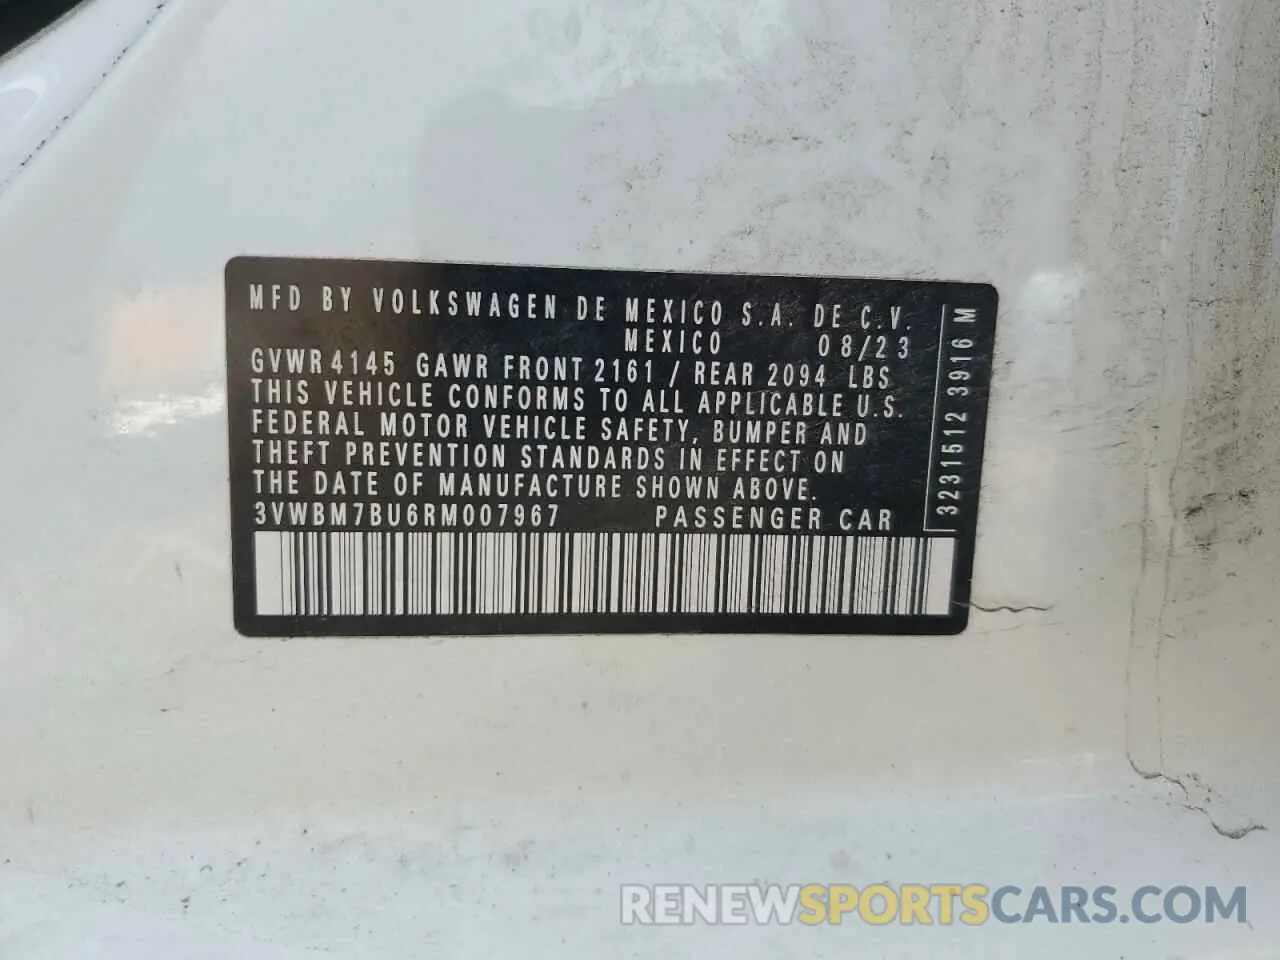 MFD BY VOLKSWAGEN DE MEXICO S.A. DE C.V.
MEXICO 08/23
GVWR 4145 GAWR FRONT 2161 / REAR 2094 LBS
THIS VEHICLE CONFORMS TO ALL APPLICABLE U.S.
FEDERAL MOTOR VEHICLE SAFETY, BUMPER AND
THEFT PREVENTION STANDARDS IN EFFECT ON
THE DATE OF MANUFACTURE SHOWN ABOVE.
3VWBM7BU6RM007967 PASSENGER CAR
3231512 3916 M
RENEWSPORTSCARS.COM